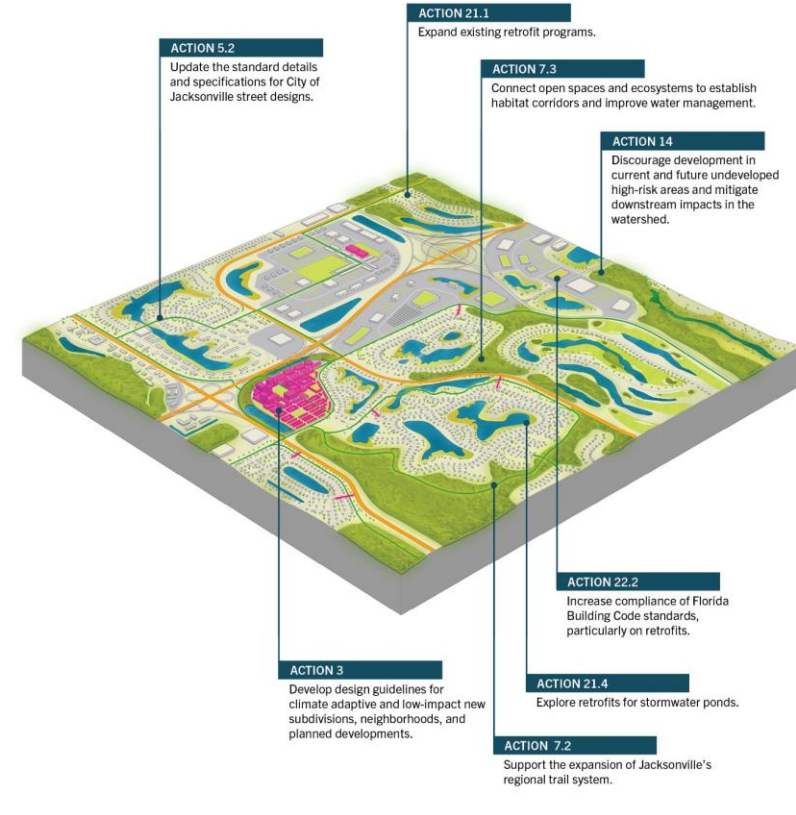 ACTION 21.1
Expand existing retrofit programs.
ACTION 5.2
Update the standard details
and specifications for City of
Jacksonville street designs.
ACTION 7.3
Connect open spaces and ecosystems to establish
habitat corridors and improve water management.
ACTION 14
Discourage development in
current and future undeveloped
high-risk areas and mitigate
downstream impacts in the
watershed.
ACTION 22.2
Increase compliance of Florida
Building Code standards,
particularly on retrofits.
ACTION 3
Develop design guidelines for
climate adaptive and low-impact new
subdivisions, neighborhoods, and
planned developments.
ACTION 21.4
Explore retrofits for stormwater ponds.
ACTION 7.2
Support the expansion of Jacksonville's
regional trail system.